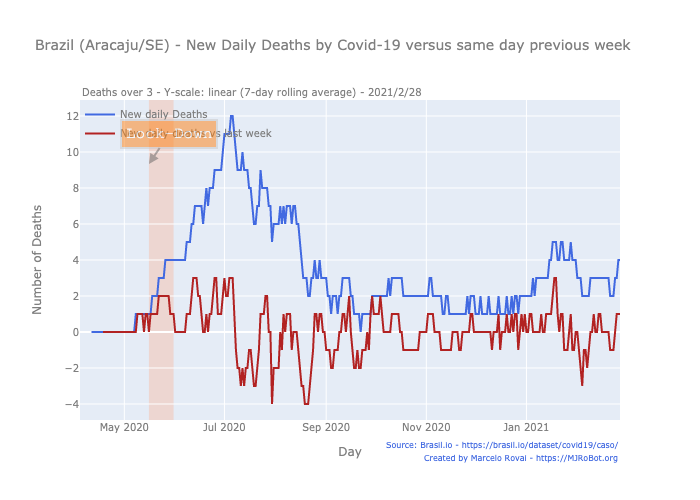 Brazil (Aracaju/SE) - New Daily Deaths by Covid-19 versus same day previous week
Deaths over 3 - Y-scale: linear (7-day rolling average) - 2021/2/28
New daily Deaths
New daily deaths vs last week
12
10
8
6
4
2
0
−2
−4
Number of Deaths
May 2020
Jul 2020
Sep 2020
Nov 2020
Jan 2021
Day
Source: Brasil.io - https://brasil.io/dataset/covid19/caso/
Created by Marcelo Rovai - https://MJRoBot.org